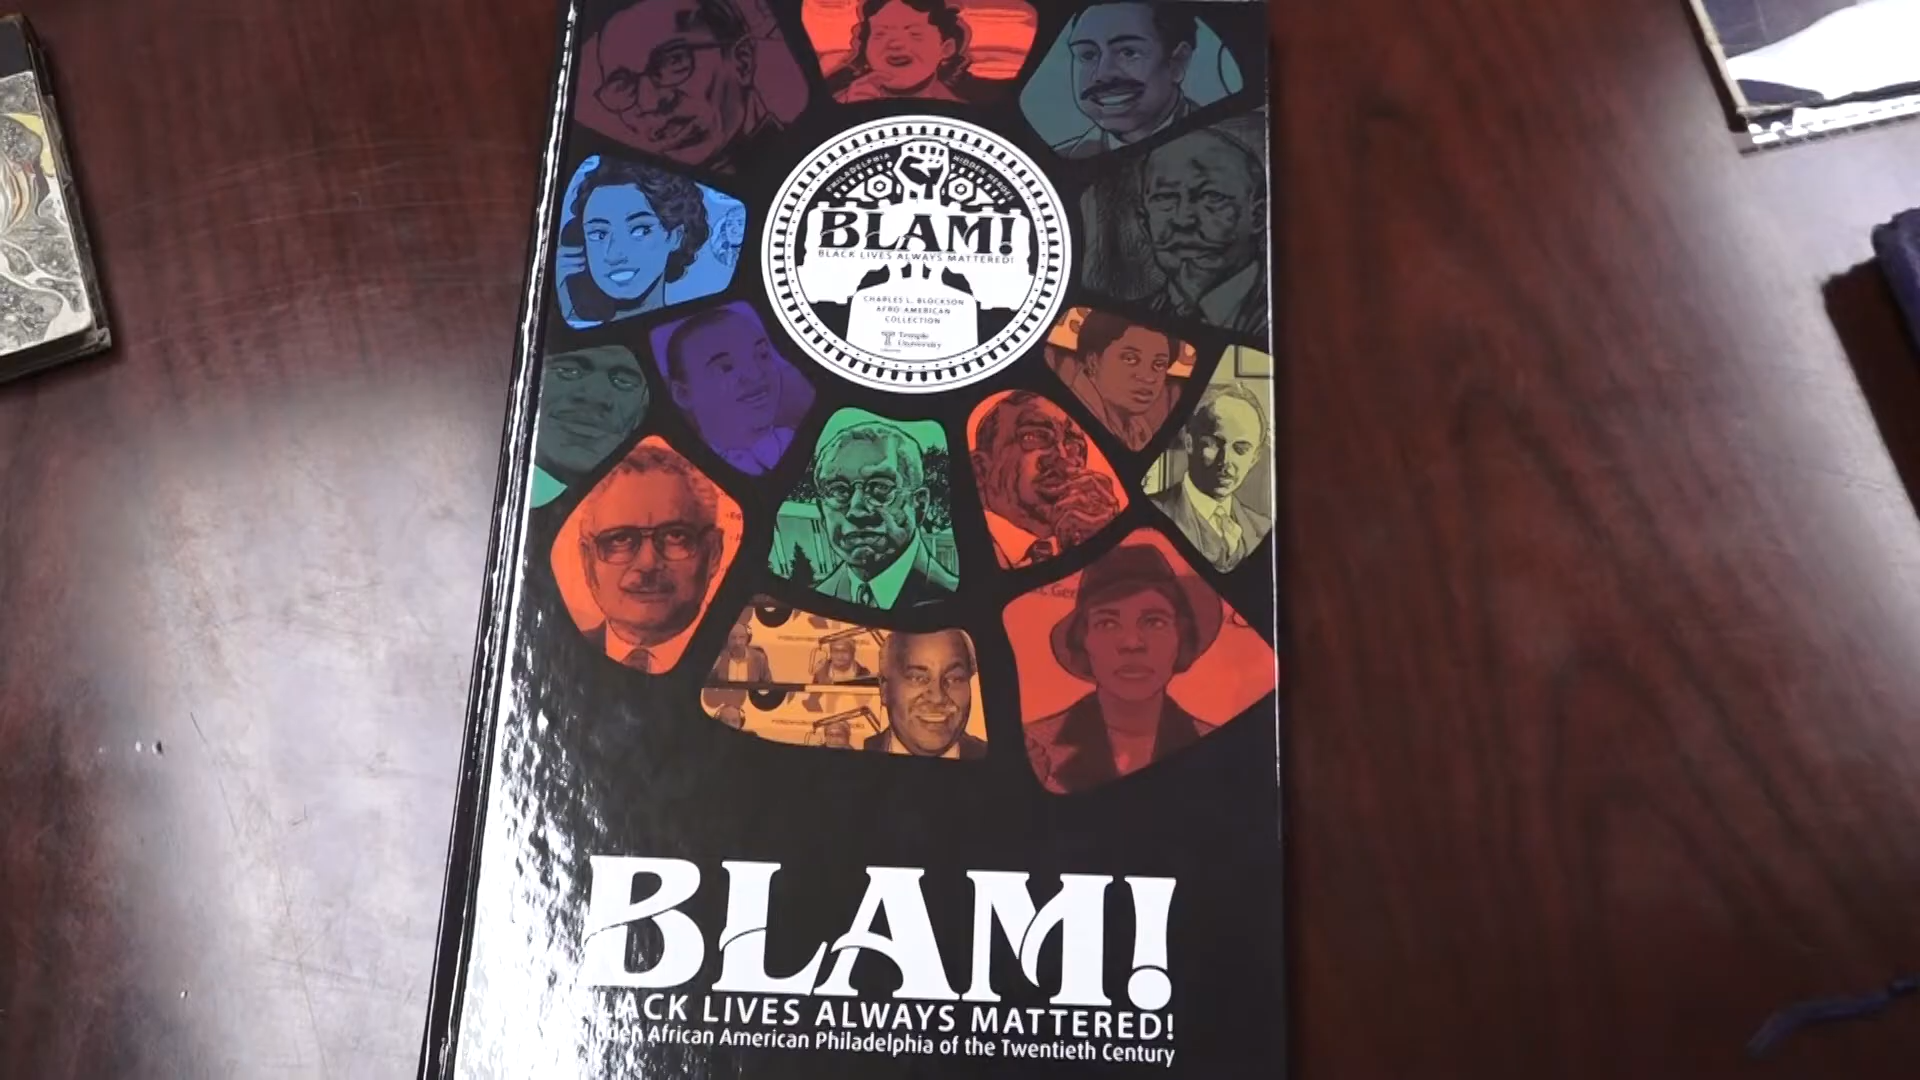 PHILADELPHIA HIDDEN HEROES
BLAM!
BLACK LIVES ALWAYS MATTERED!
CHARLES L. BLOCKSON
AFRO-AMERICAN
COLLECTION
Temple
University
BLAM!
LACK LIVES ALWAYS MATTERED!
African American Philadelphia of the Twentieth Century